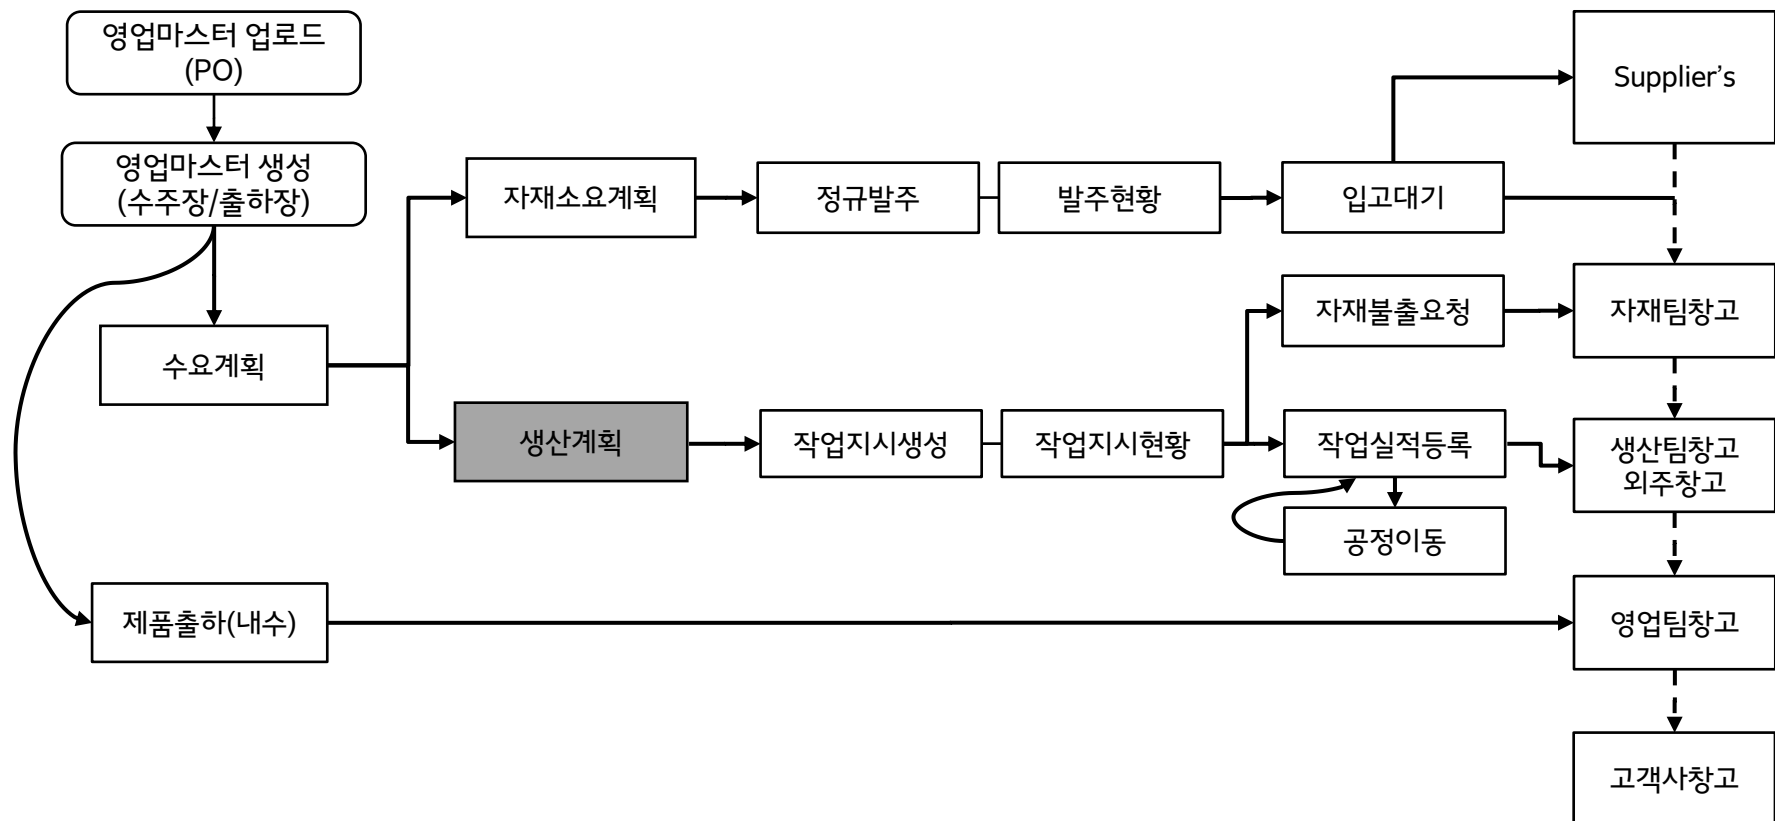 영업마스터 업로드
(PO)
Supplier’s
영업마스터 생성
(수주장/출하장)
자재소요계획
정규발주
발주현황
입고대기
자재불출요청
자재팀창고
수요계획
생산계획
작업지시생성
작업지시현황
작업실적등록
생산팀창고
외주창고
공정이동
제품출하(내수)
영업팀창고
고객사창고